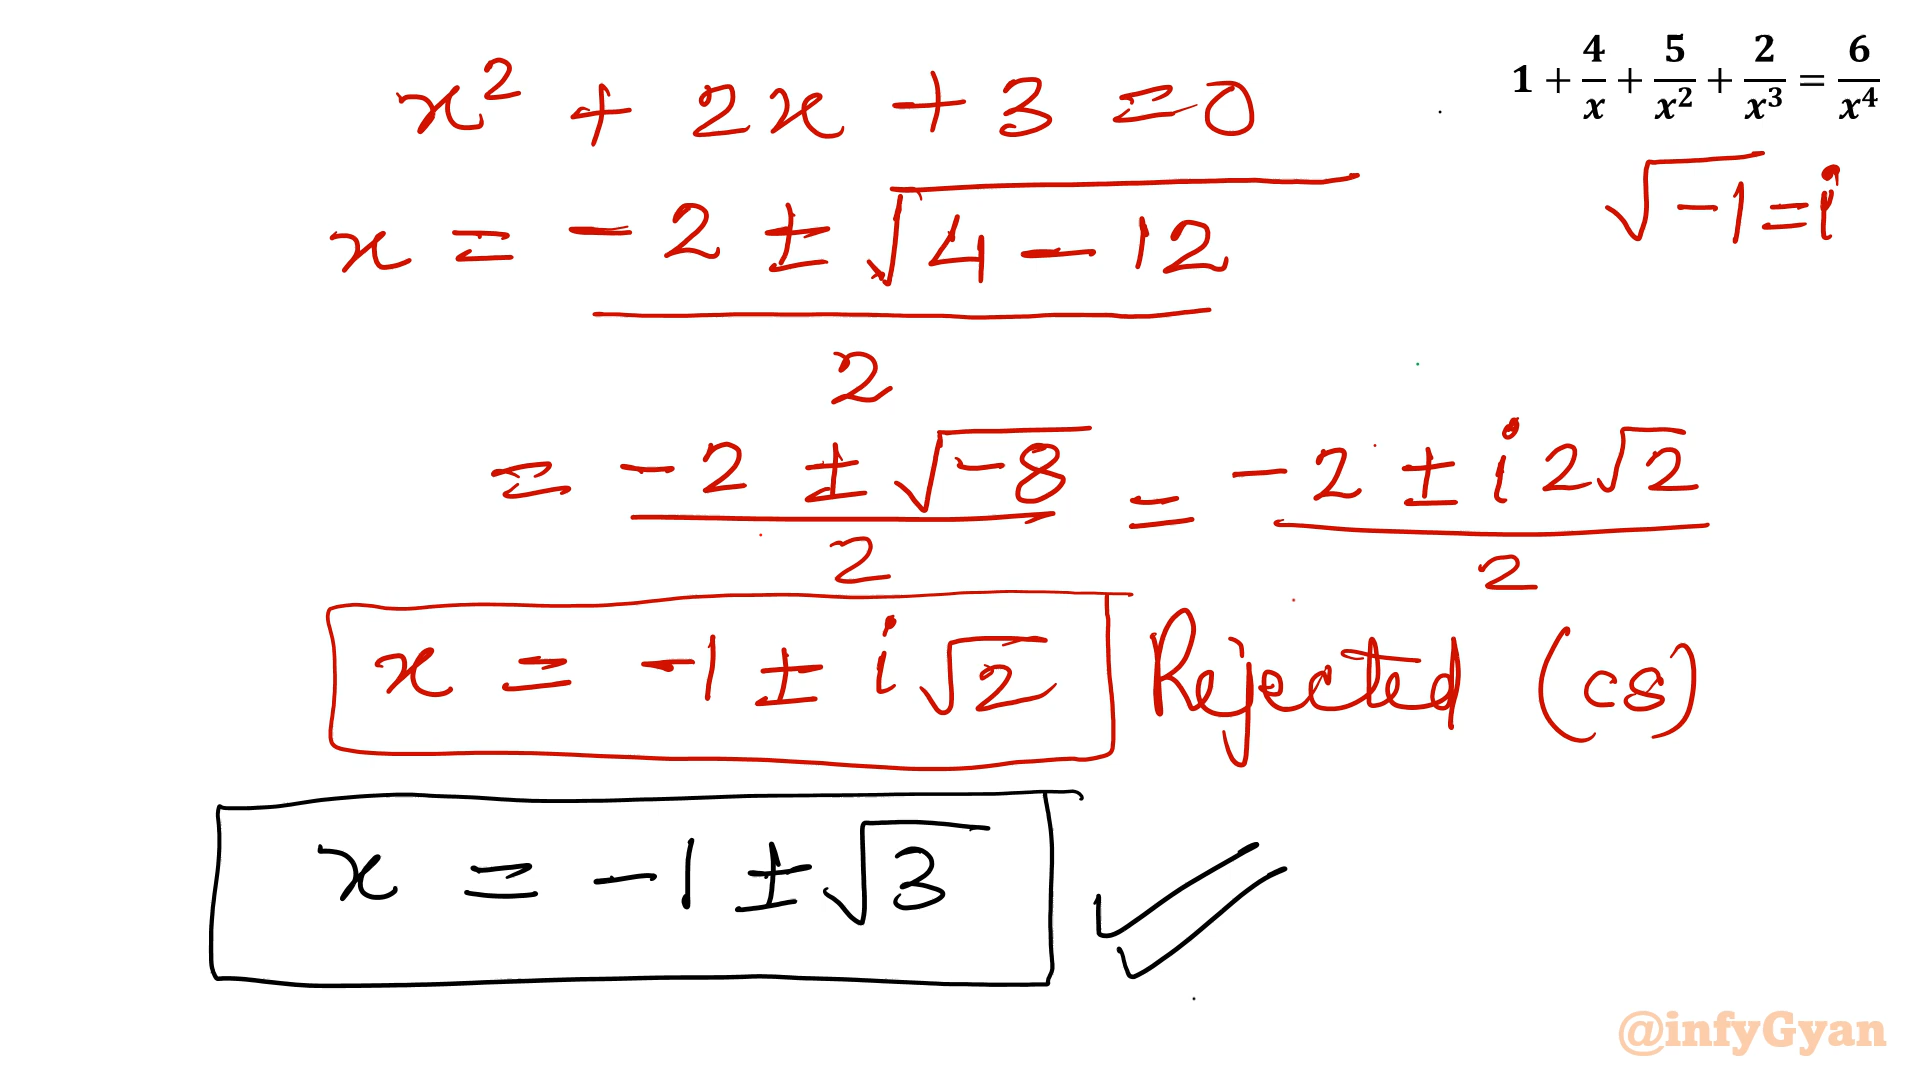 1 + 4/x + 5/x² + 2/x³ = 6/x⁴
x² + 2x + 3 = 0
√-1 = i
x = (-2 ± √(4 - 12))/2
= (-2 ± √-8)/2 = (-2 ± i2√2)/2
x = -1 ± i√2 Rejected (cs)
x = -1 ± √3
@infyGyan